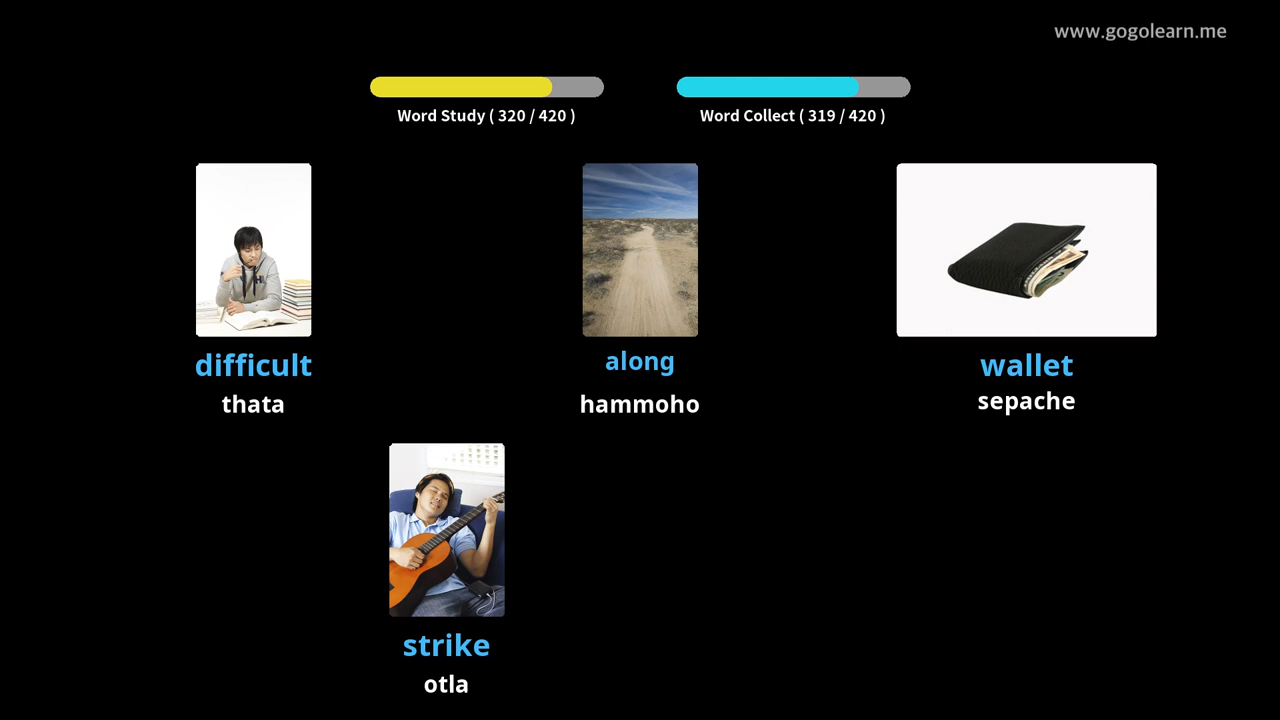 www.gogolearn.me
Word Study ( 320 / 420 )
Word Collect ( 319 / 420 )
difficult
thata
along
hammoho
wallet
sepache
strike
otla